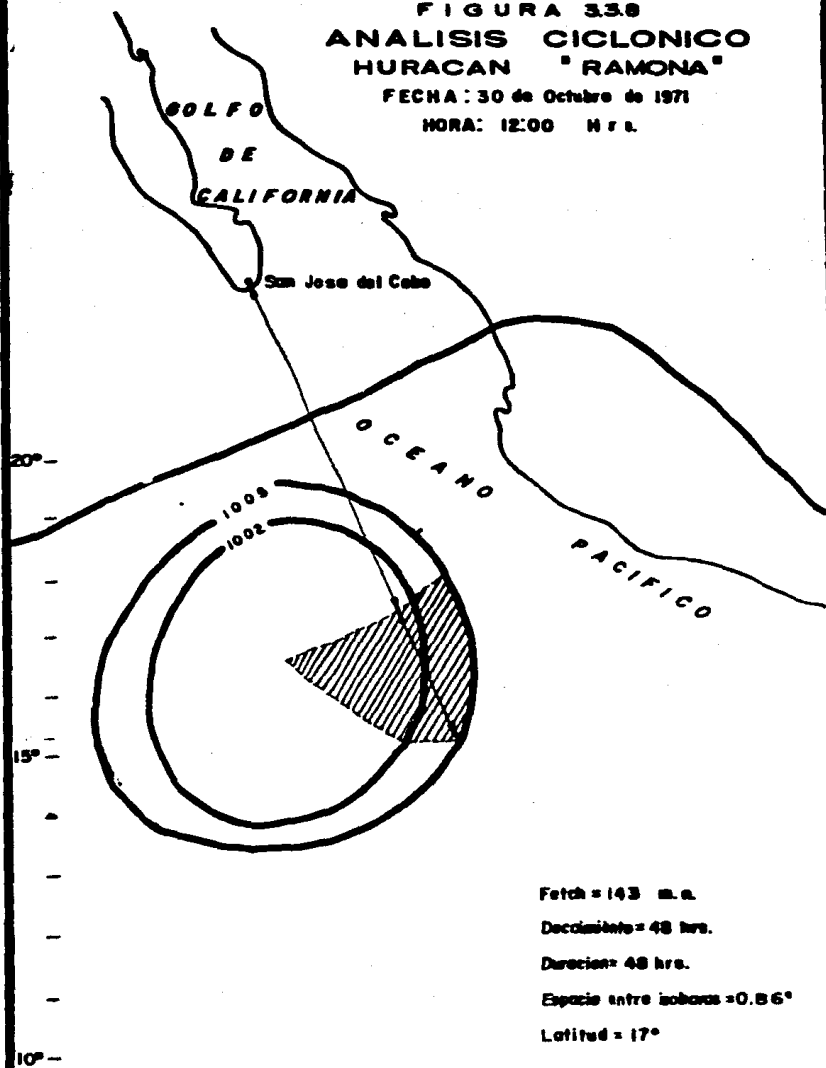 FIGURA 3.3.8
ANALISIS CICLONICO
HURACAN "RAMONA"
FECHA: 30 de Octubre de 1971
HORA: 12:00 Hrs.
GOLFO
DE
CALIFORNIA
San Jose del Cabo
OCEANO
PACIFICO
20°
1005
1002
15°
Fetch = 143 m.n.
Decaimiento = 48 hrs.
Duracion = 48 hrs.
Espacio entre isobaras = 0.86°
Latitud = 17°
10°